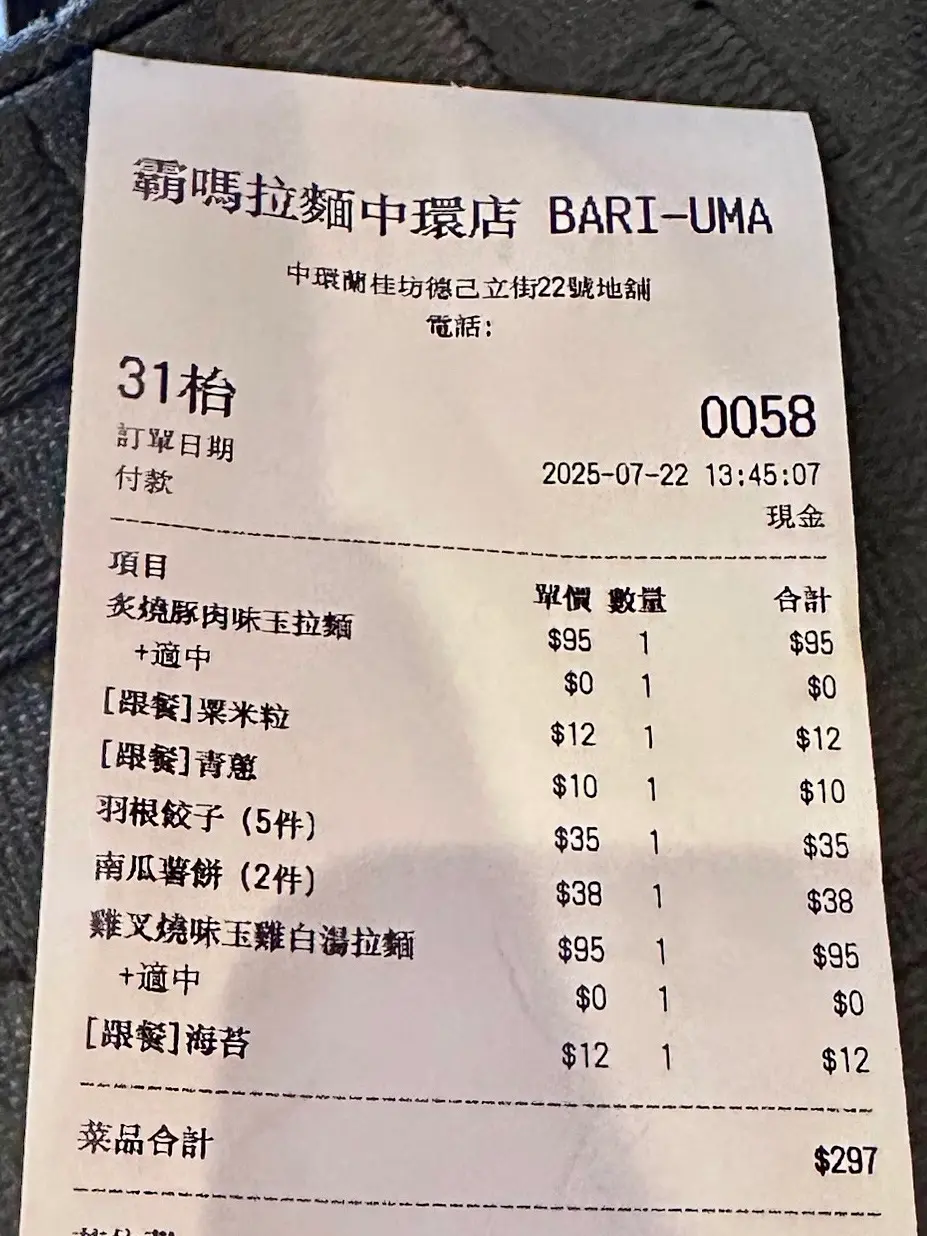 霸嗎拉麵中環店 BARI-UMA
中環蘭桂坊德己立街22號地舖
電話:
31枱
0058
訂單日期 2025-07-22 13:45:07
付款 現金
項目 單價 數量 合計
炙燒豚肉味玉拉麵 $95 1 $95
+適中 $0 1 $0
[跟餐]粟米粒 $12 1 $12
[跟餐]青蔥 $10 1 $10
羽根餃子 (5件) $35 1 $35
南瓜薯餅 (2件) $38 1 $38
雞叉燒味玉雞白湯拉麵 $95 1 $95
+適中 $0 1 $0
[跟餐]海苔 $12 1 $12
菜品合計 $297